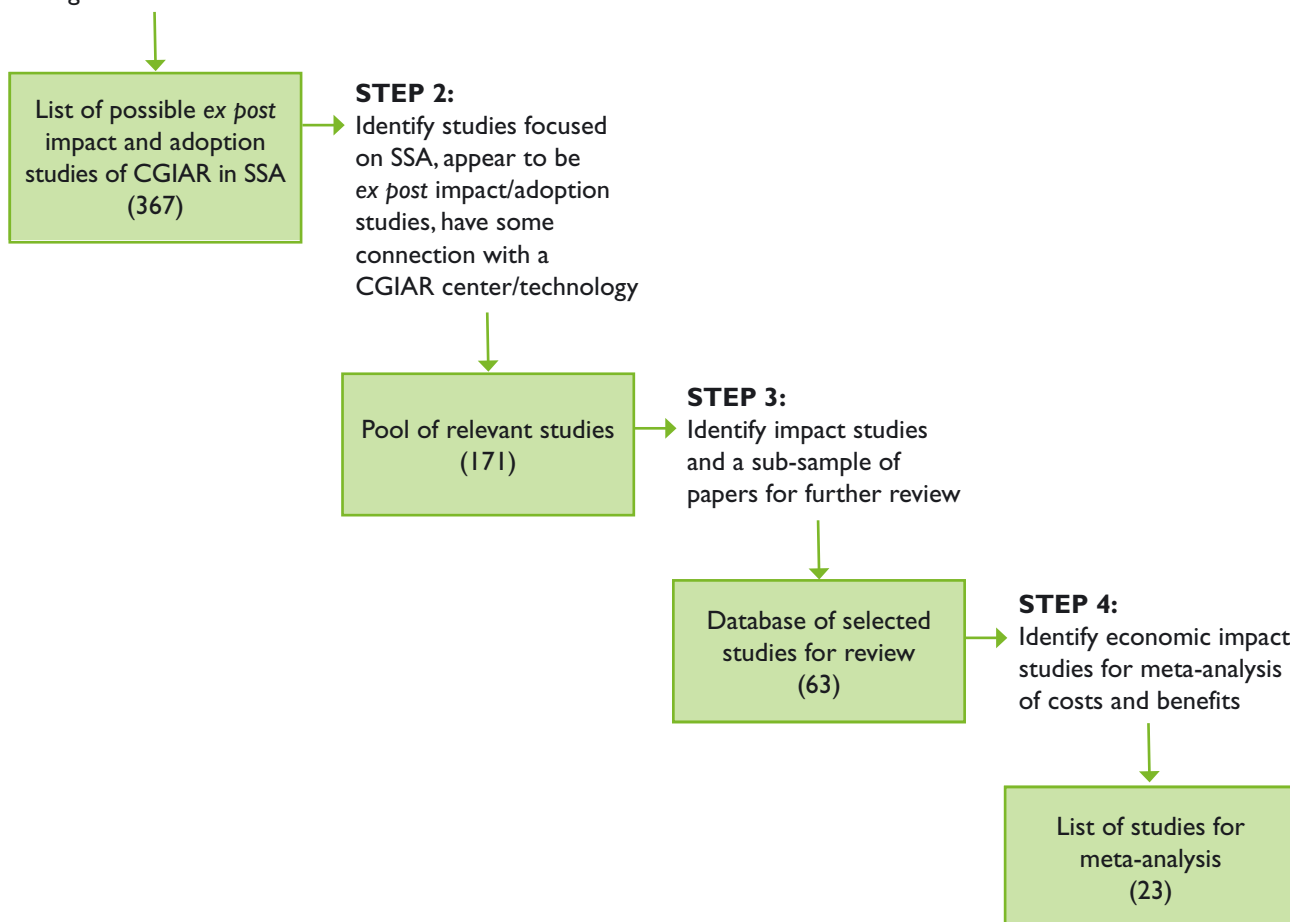 List of possible ex post
impact and adoption
studies of CGIAR in SSA
(367)
STEP 2:
Identify studies focused
on SSA, appear to be
ex post impact/adoption
studies, have some
connection with a
CGIAR center/technology
Pool of relevant studies
(171)
STEP 3:
Identify impact studies
and a sub-sample of
papers for further review
Database of selected
studies for review
(63)
STEP 4:
Identify economic impact
studies for meta-analysis
of costs and benefits
List of studies for
meta-analysis
(23)